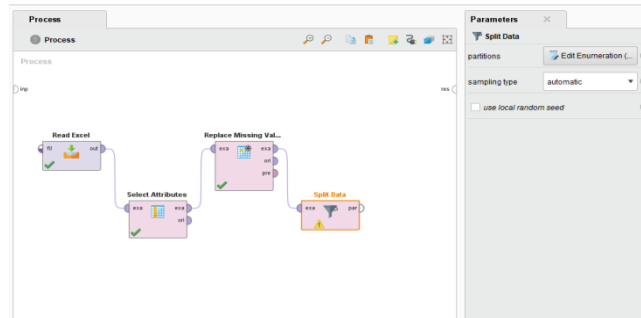 Process
Process
Process
inp
res
Read Excel
fil
out
Select Attributes
exa
exa
ori
Replace Missing Val...
exa
exa
ori
pre
Split Data
exa
par
Parameters
Split Data
partitions
Edit Enumeration (...
sampling type
automatic
use local random seed